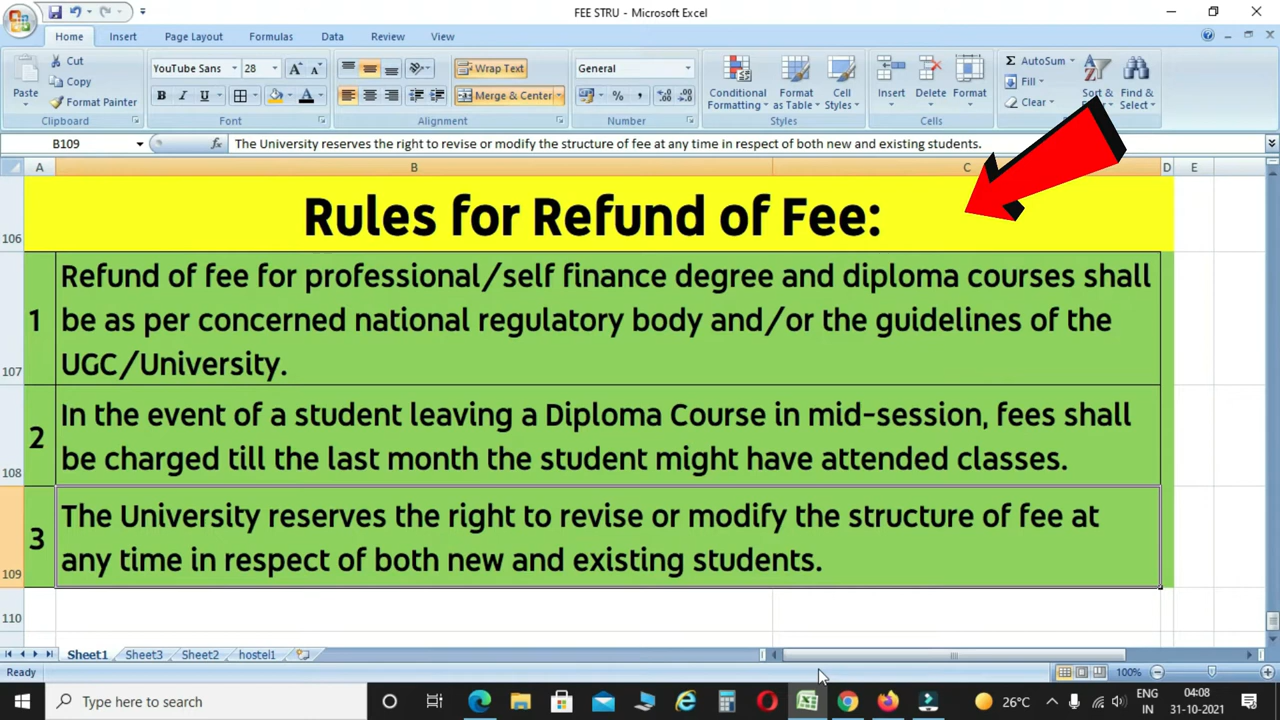 FEE STRU - Microsoft Excel
Home Insert Page Layout Formulas Data Review View
Paste
Cut
Copy
Format Painter
Clipboard
YouTube Sans 28
B I U
Font
Wrap Text
Merge & Center
Alignment
General
Number
Conditional Formatting
Format as Table
Cell Styles
Styles
Insert
Delete
Format
Cells
AutoSum
Fill
Clear
Sort &
Find & Select
B109
The University reserves the right to revise or modify the structure of fee at any time in respect of both new and existing students.
A B C D E
106 Rules for Refund of Fee:
1 Refund of fee for professional/self finance degree and diploma courses shall
be as per concerned national regulatory body and/or the guidelines of the
107 UGC/University.
2 In the event of a student leaving a Diploma Course in mid-session, fees shall
108 be charged till the last month the student might have attended classes.
3 The University reserves the right to revise or modify the structure of fee at
109 any time in respect of both new and existing students.
110
Sheet1 Sheet3 Sheet2 hostel1
Ready 100%
Type here to search
26°C
ENG IN
04:08
31-10-2021